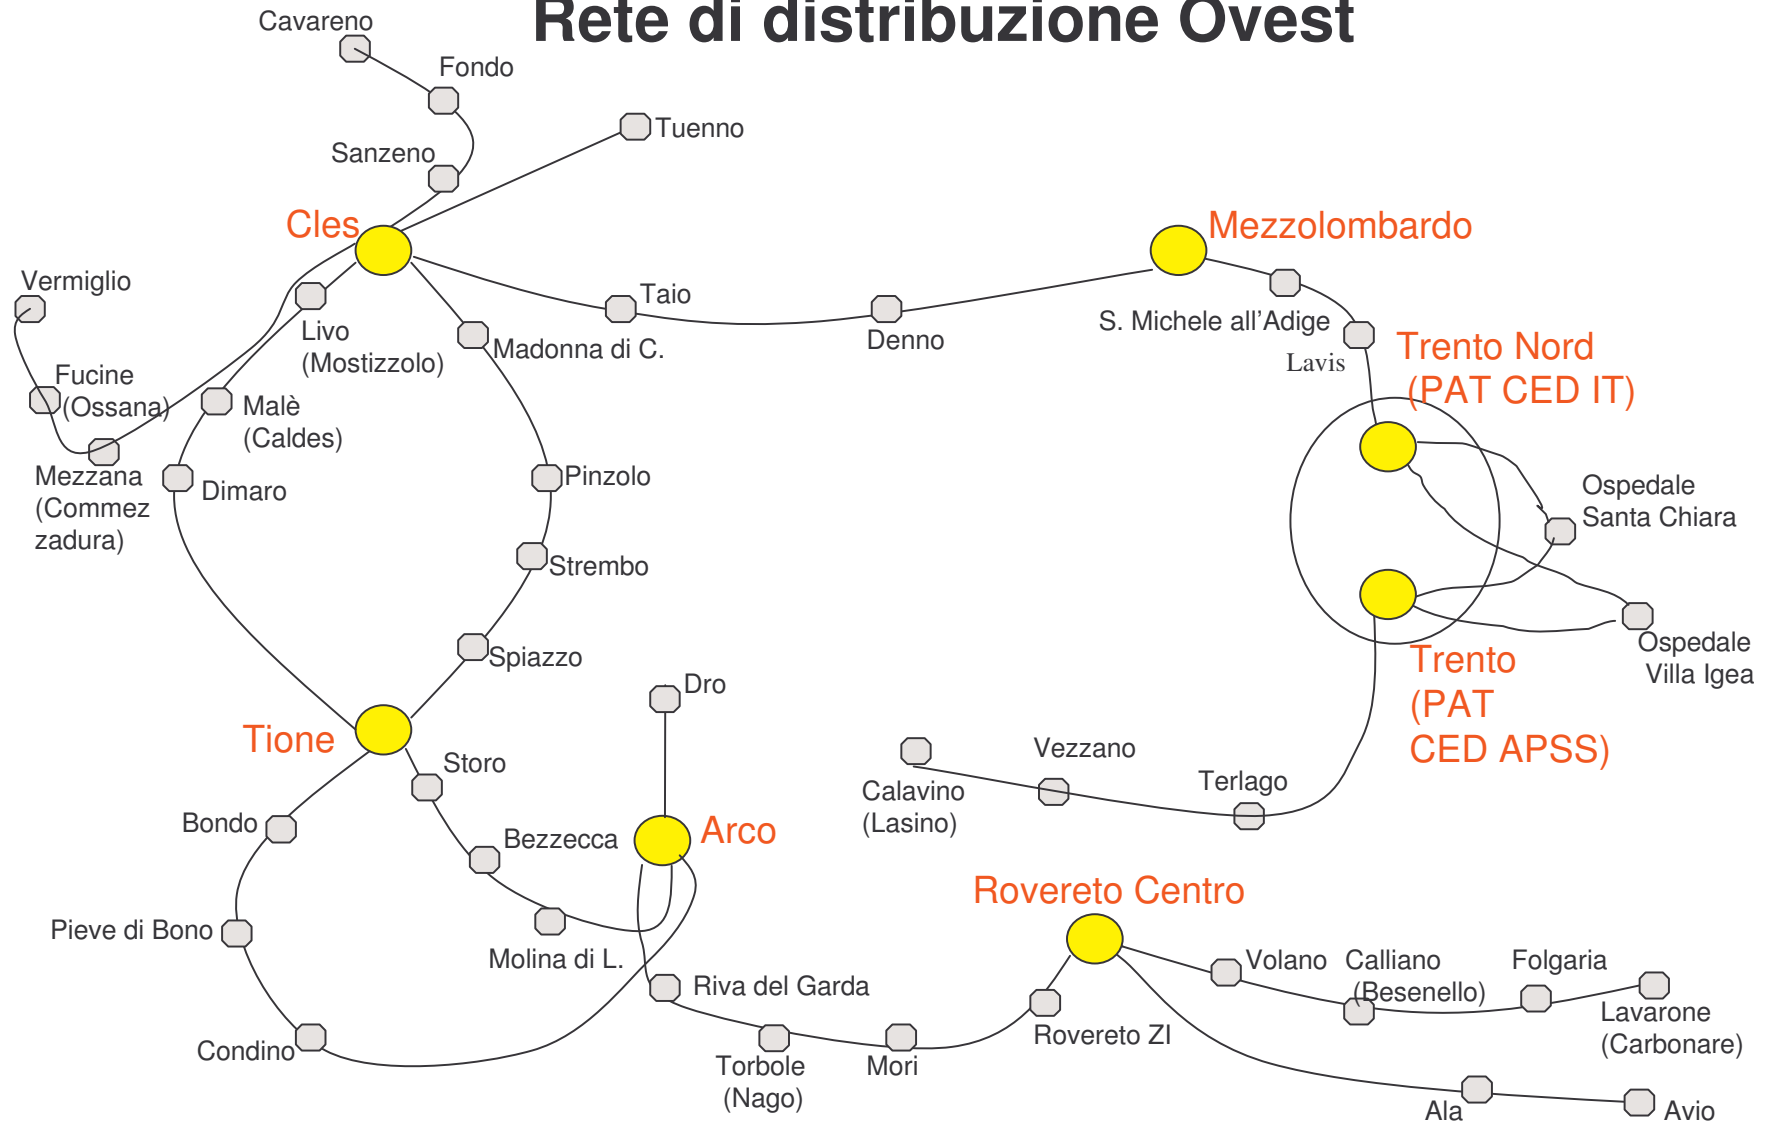 Rete di distribuzione Ovest
Cavareno
Fondo
Tuenno
Sanzeno
Cles
Mezzolombardo
Vermiglio
Taio
Livo
(Mostizzolo)
Madonna di C.
Denno
S. Michele all’Adige
Lavis
Trento Nord
(PAT CED IT)
Fucine
(Ossana)
Malè
(Caldes)
Mezzana
(Commez
zadura)
Dimaro
Pinzolo
Ospedale
Santa Chiara
Strembo
Spiazzo
Ospedale
Villa Igea
Trento
(PAT
CED APSS)
Dro
Tione
Storo
Vezzano
Calavino
(Lasino)
Terlago
Bondo
Bezzecca
Arco
Rovereto Centro
Pieve di Bono
Molina di L.
Riva del Garda
Volano
Calliano
(Besenello)
Folgaria
Lavarone
(Carbonare)
Condino
Torbole
(Nago)
Mori
Rovereto ZI
Ala
Avio